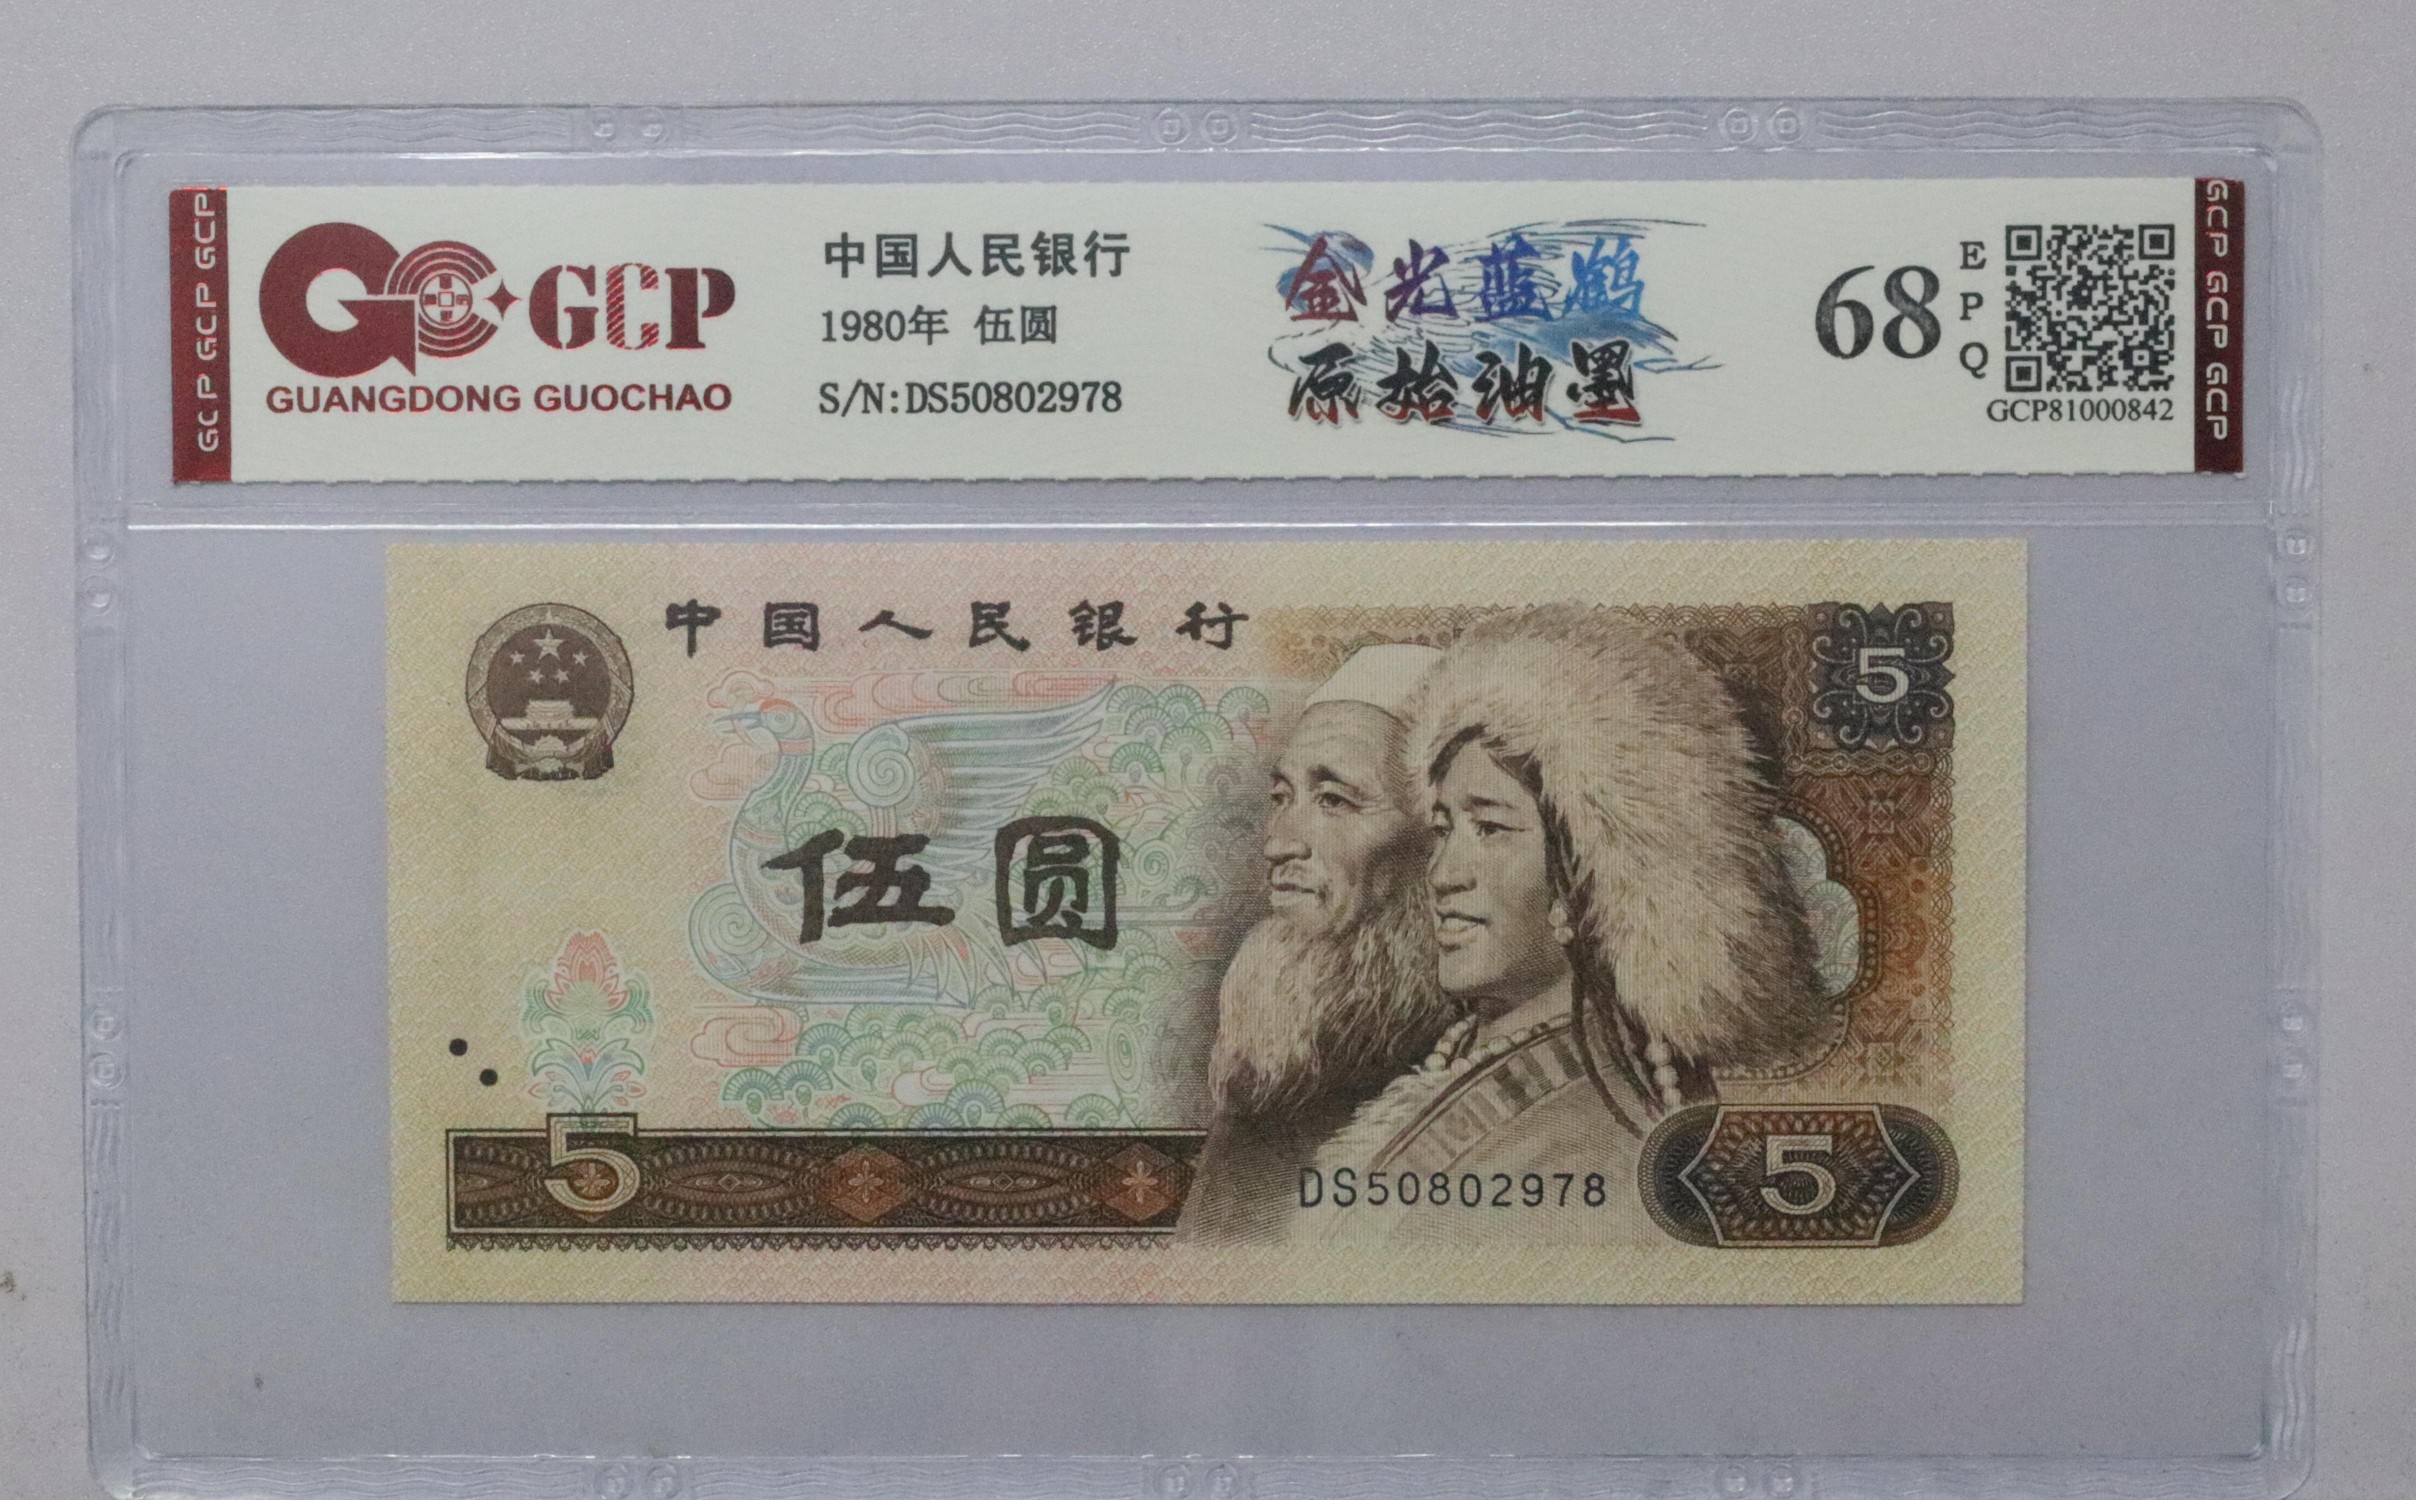 GCP GCP GCP
GCP
GUANGDONG GUOCHAO
中国人民银行
1980年 伍圆
S/N:DS50802978
金光蓝鹤
原始油墨
68
E
P
Q
GCP81000842
GCP GCP GCP
中国人民银行
5
伍圆
5
DS50802978
5